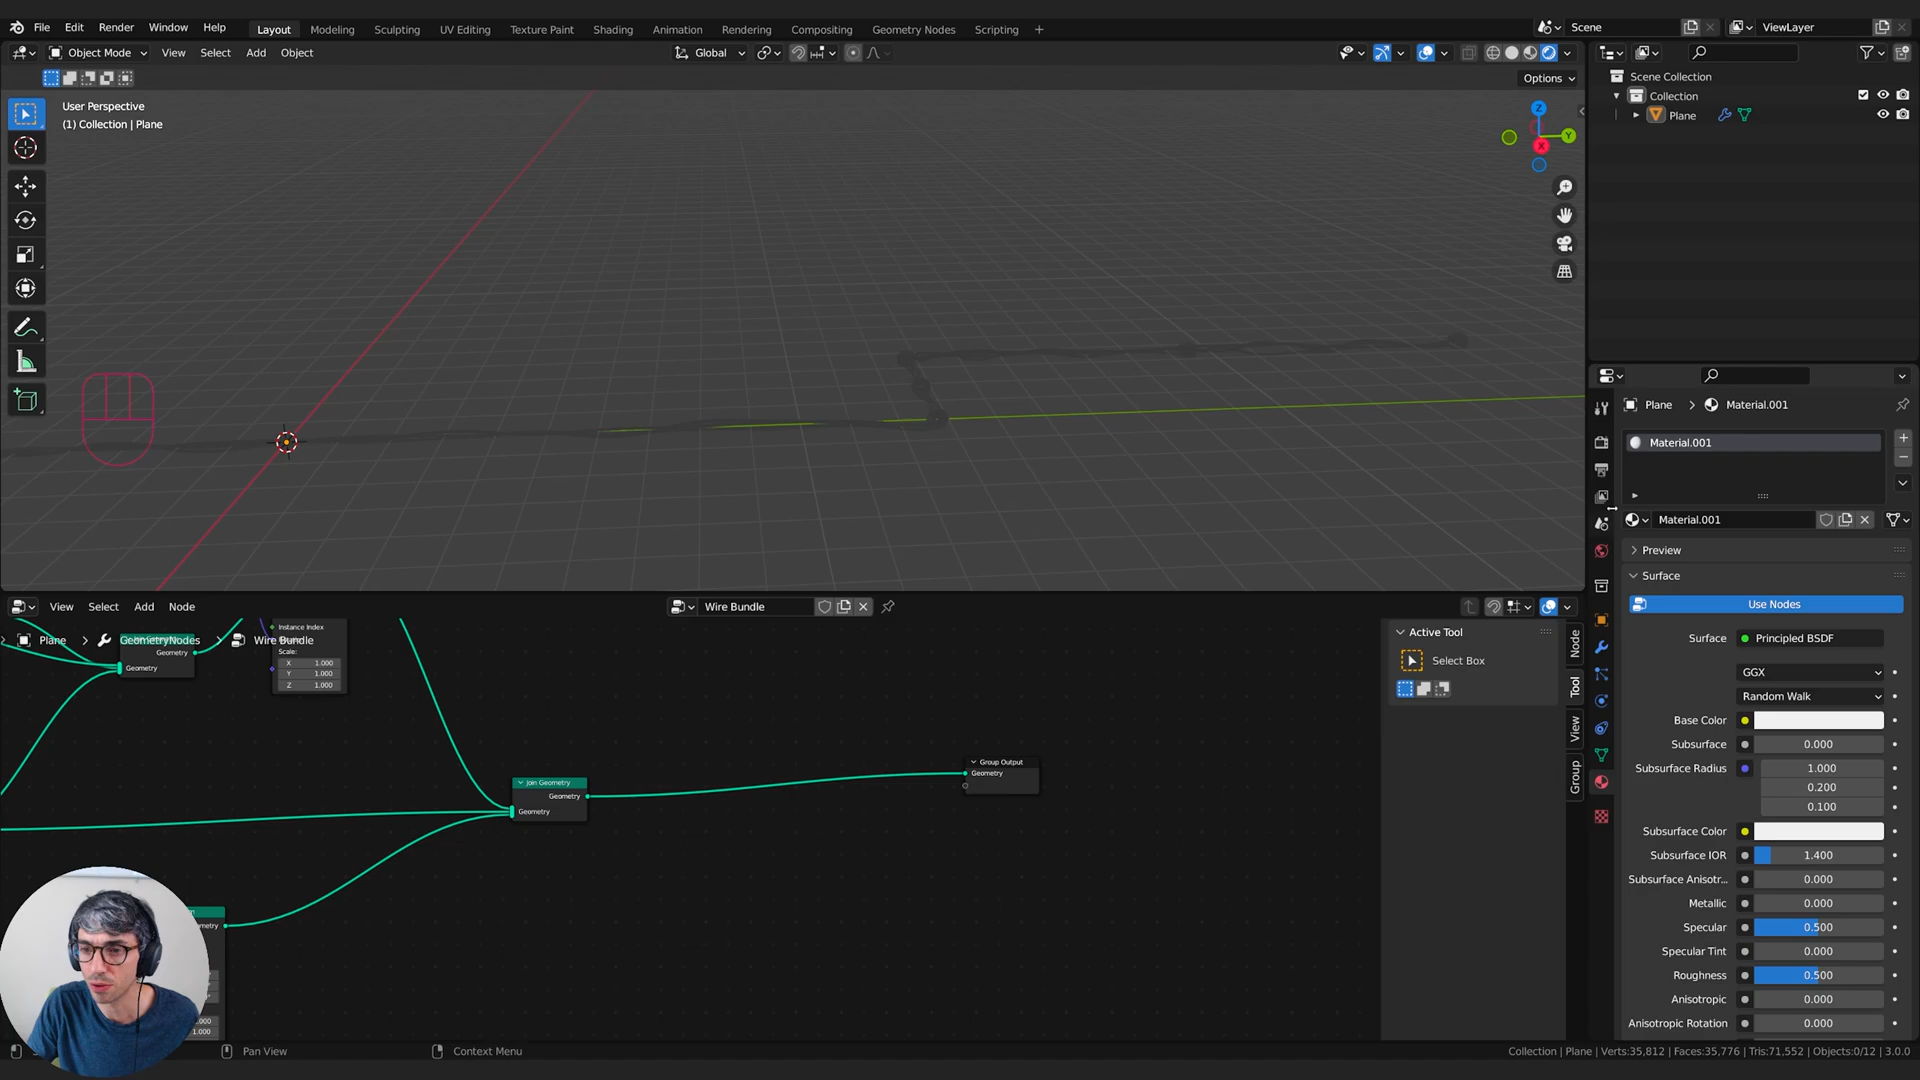 File Edit Render Window Help
Layout Modeling Sculpting UV Editing Texture Paint Shading Animation Rendering Compositing Geometry Nodes Scripting +
Scene
ViewLayer
Object Mode View Select Add Object
Global
Options
User Perspective
(1) Collection | Plane
Z
Y
X
Scene Collection
Collection
Plane
Plane > Material.001
Material.001
Material.001
Preview
Surface
Use Nodes
Surface Principled BSDF
GGX
Random Walk
Base Color
Subsurface 0.000
Subsurface Radius 1.000
0.200
0.100
Subsurface Color
Subsurface IOR 1.400
Subsurface Anisotr... 0.000
Metallic 0.000
Specular 0.500
Specular Tint 0.000
Roughness 0.500
Anisotropic 0.000
Anisotropic Rotation 0.000
View Select Add Node
Wire Bundle
Plane > GeometryNodes > Wire Bundle
Geometry
Geometry
Instance Index
Scale:
X 1.000
Y 1.000
Z 1.000
Join Geometry
Geometry
Geometry
Group Output
Geometry
Active Tool
Select Box
Node
Tool
View
Group
.000
1.000
Pan View
Context Menu
Collection | Plane | Verts:35,812 | Faces:35,776 | Tris:71,552 | Objects:0/12 | 3.0.0